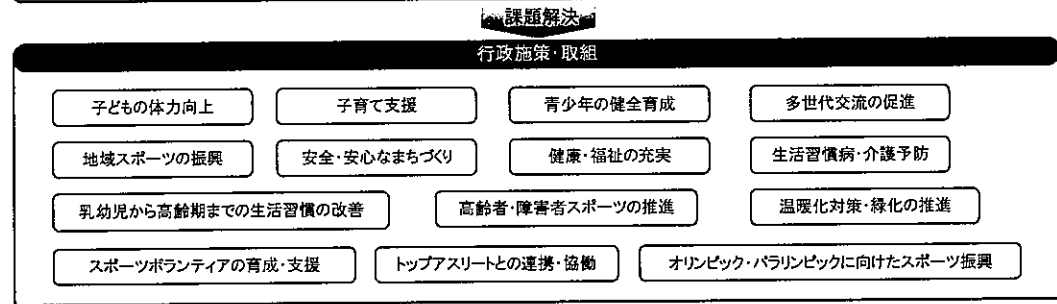 課題解決
行政施策・取組
子どもの体力向上
子育て支援
青少年の健全育成
多世代交流の促進
地域スポーツの振興
安全・安心なまちづくり
健康・福祉の充実
生活習慣病・介護予防
乳幼児から高齢期までの生活習慣の改善
高齢者・障害者スポーツの推進
温暖化対策・緑化の推進
スポーツボランティアの育成・支援
トップアスリートとの連携・協働
オリンピック・パラリンピックに向けたスポーツ振興